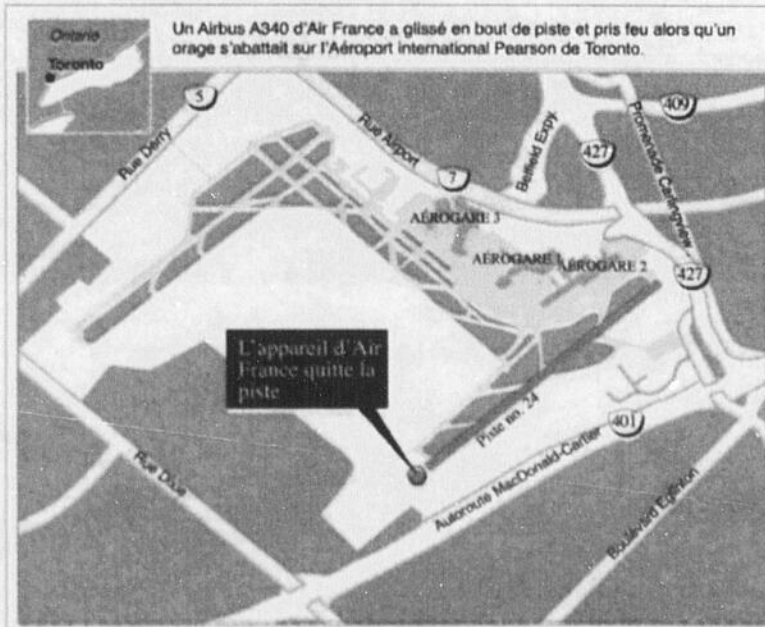 Un Airbus A340 d'Air France a glissé en bout de piste et pris feu alors qu'un
orage s'abattait sur l'Aéroport international Pearson de Toronto.
Ontario
Toronto
5
Rue Derry
Rue Airport
7
Belfield Expy.
409
427
Promenade Carlingview
AÉROGARE 3
AÉROGARE 1
AÉROGARE 2
427
L'appareil d'Air
France quitte la
piste
Piste no. 24
401
Autoroute MacDonald-Cartier
Rue Dixie
Boulevard Eglinton